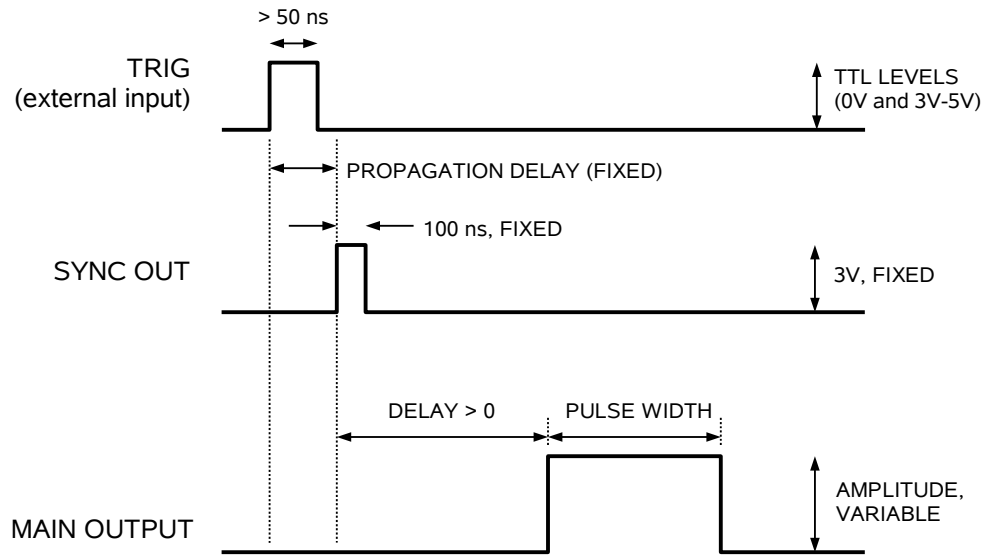 > 50 ns
TRIG
(external input)
TTL LEVELS
(0V and 3V-5V)
PROPAGATION DELAY (FIXED)
100 ns, FIXED
SYNC OUT
3V, FIXED
DELAY > 0
PULSE WIDTH
AMPLITUDE,
VARIABLE
MAIN OUTPUT